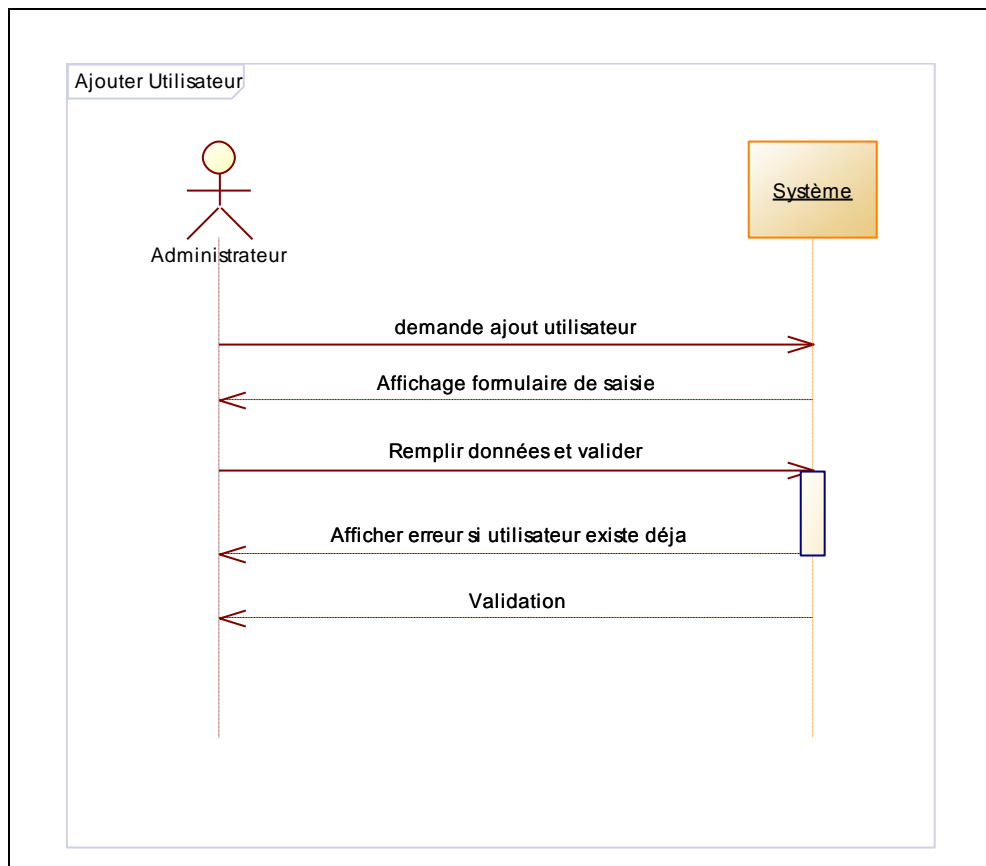 Ajouter Utilisateur
Système
Administrateur
demande ajout utilisateur
Affichage formulaire de saisie
Remplir données et valider
Afficher erreur si utilisateur existe déja
Validation